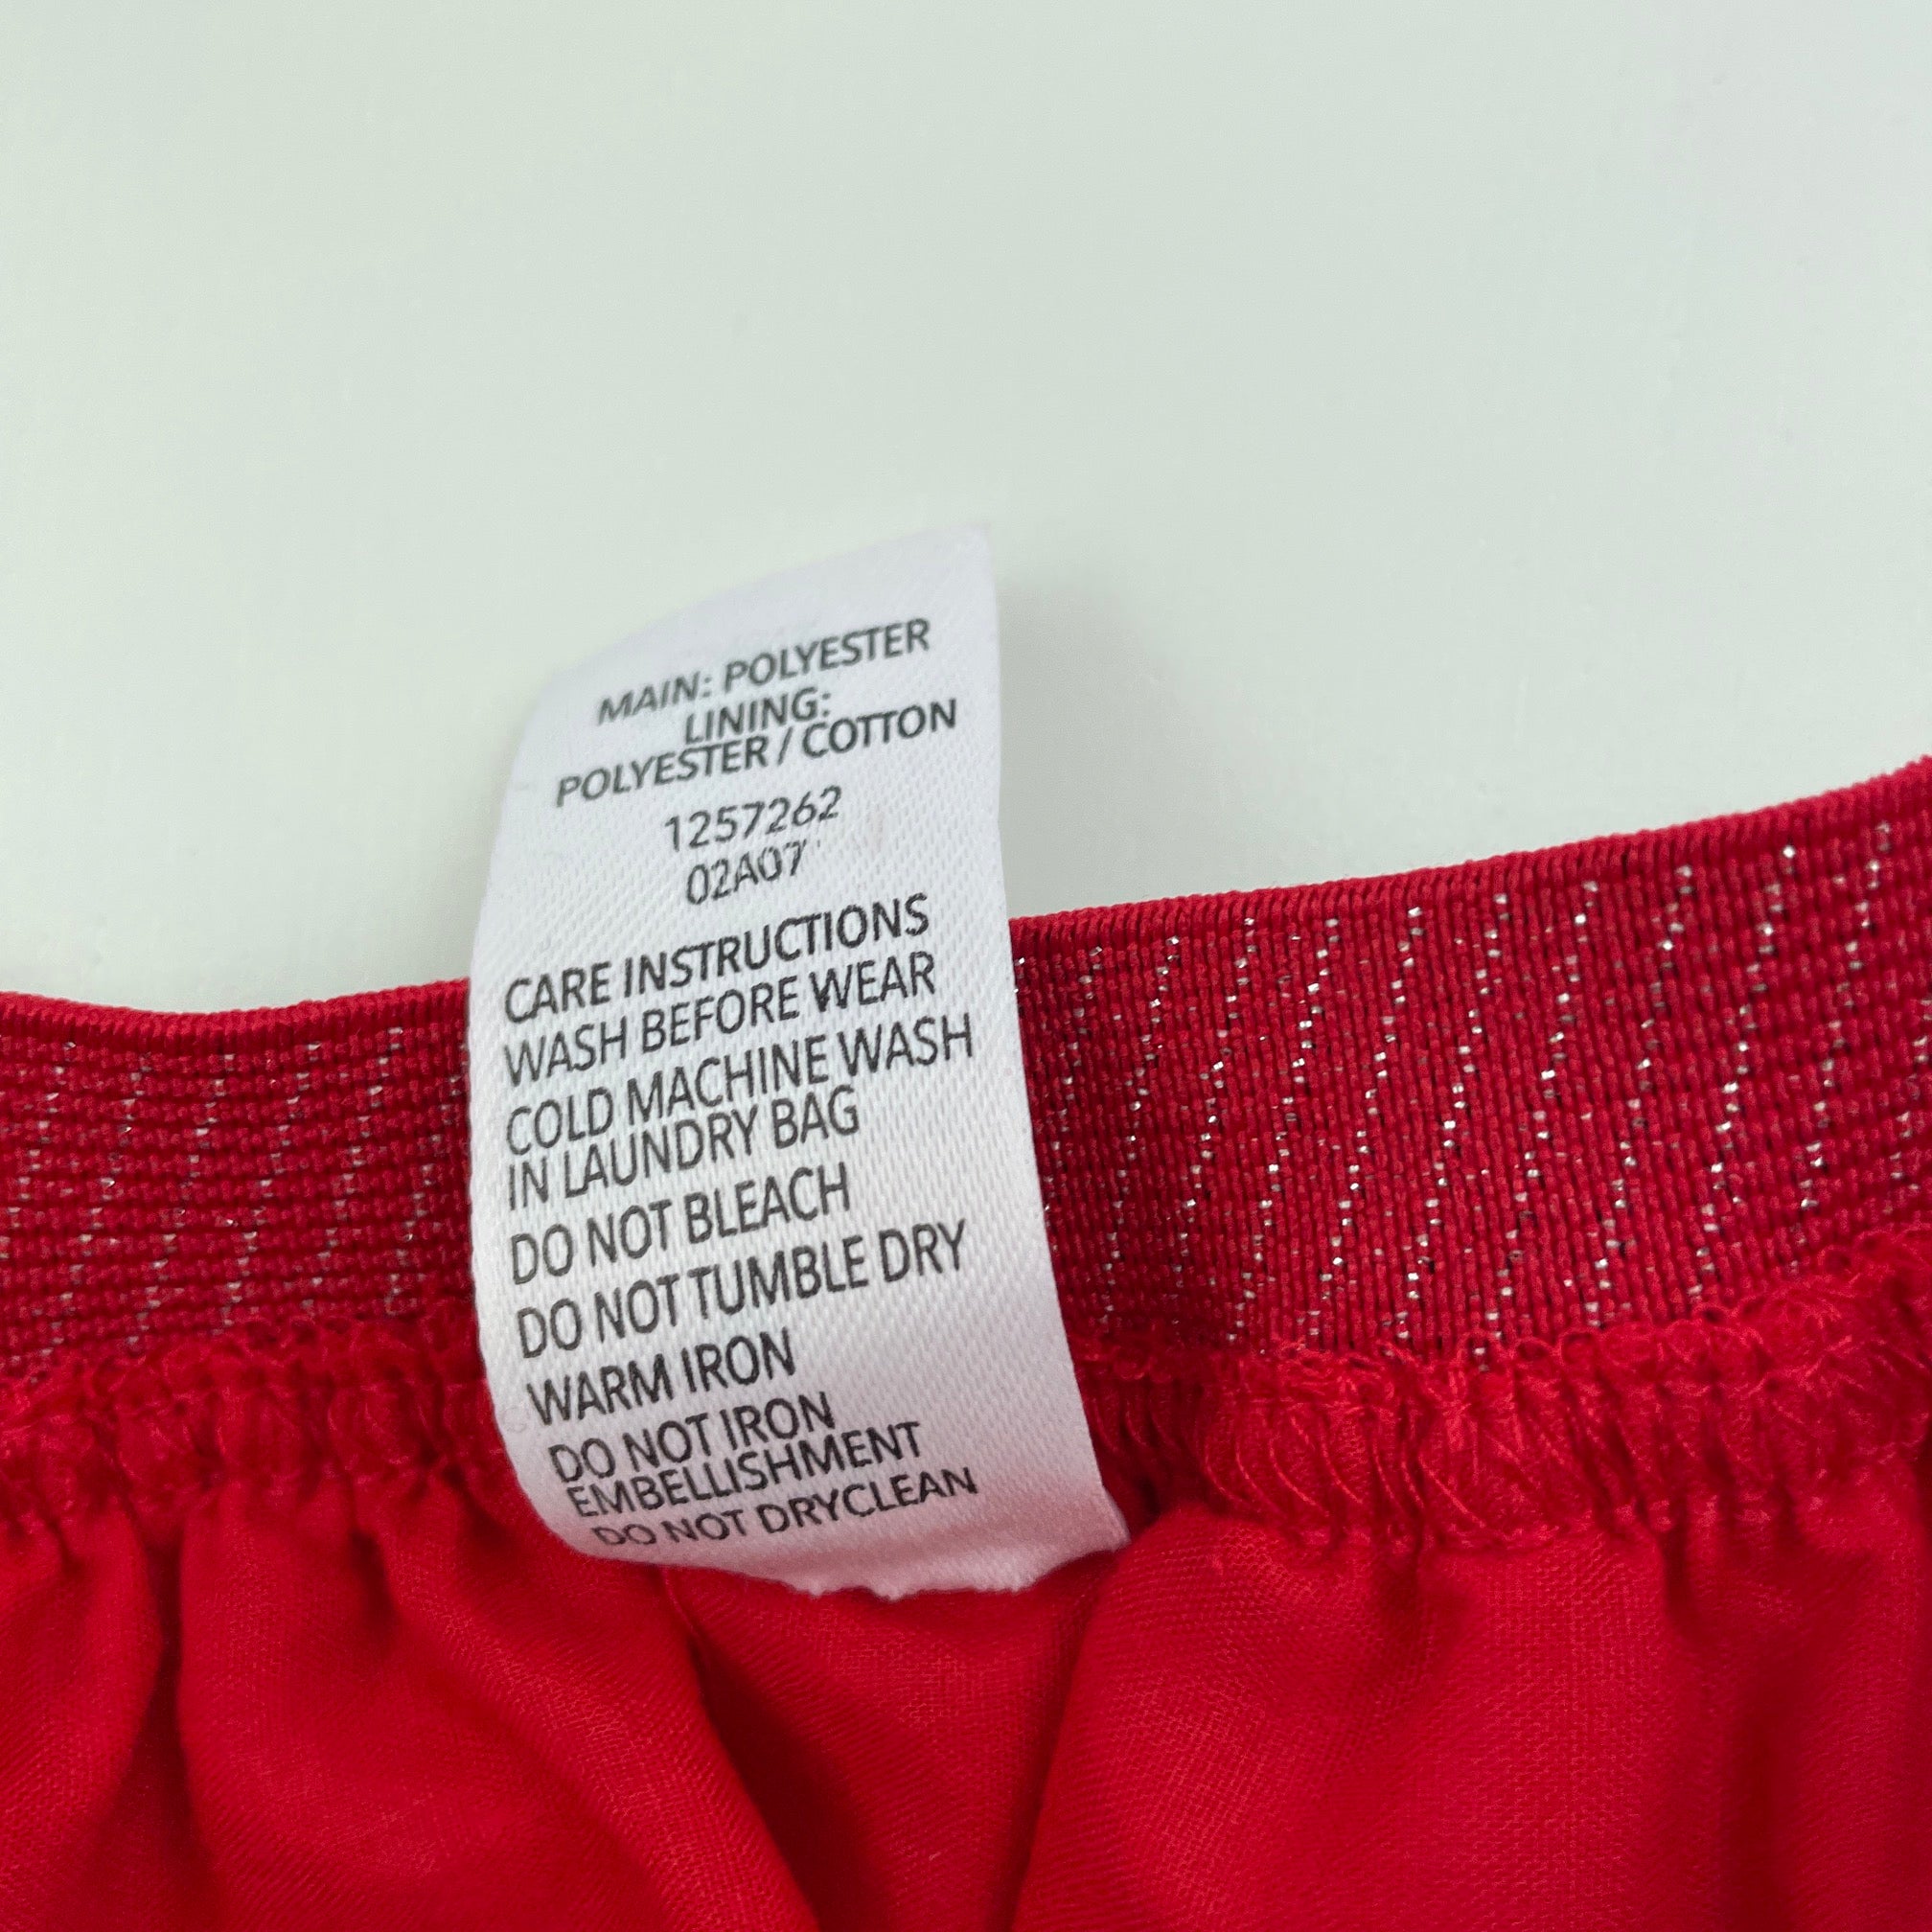 MAIN: POLYESTER
LINING:
POLYESTER / COTTON
1257262
02A07
CARE INSTRUCTIONS
WASH BEFORE WEAR
COLD MACHINE WASH
IN LAUNDRY BAG
DO NOT BLEACH
DO NOT TUMBLE DRY
WARM IRON
DO NOT IRON
EMBELLISHMENT
DO NOT DRYCLEAN